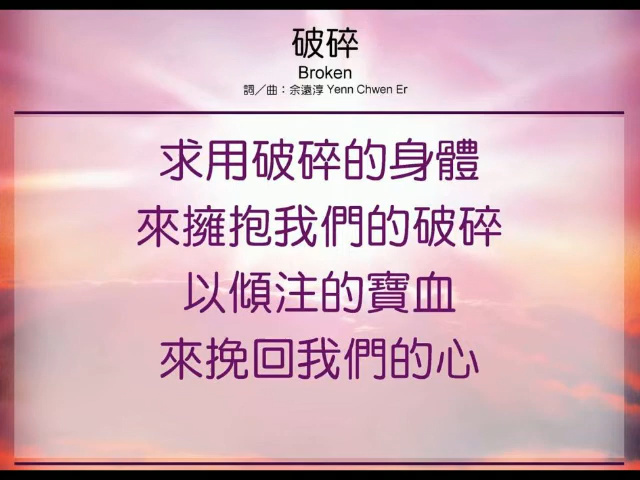 破碎
Broken
詞／曲：余遠淳 Yenn Chwen Er
求用破碎的身體
來擁抱我們的破碎
以傾注的寶血
來挽回我們的心